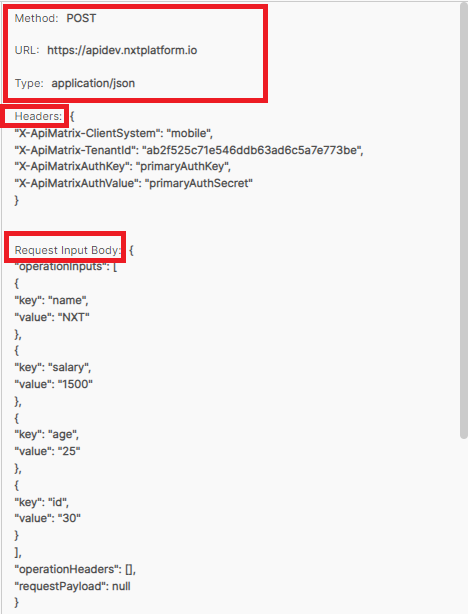 Method: POST
URL: https://apidev.nxtplatform.io
Type: application/json
Headers: {
"X-ApiMatrix-ClientSystem": "mobile",
"X-ApiMatrix-TenantId": "ab2f525c71e546ddb63ad6c5a7e773be",
"X-ApiMatrixAuthKey": "primaryAuthKey",
"X-ApiMatrixAuthValue": "primaryAuthSecret"
}
Request Input Body: {
"operationInputs": [
{
"key": "name",
"value": "NXT"
},
{
"key": "salary",
"value": "1500"
},
{
"key": "age",
"value": "25"
},
{
"key": "id",
"value": "30"
}
],
"operationHeaders": [],
"requestPayload": null
}